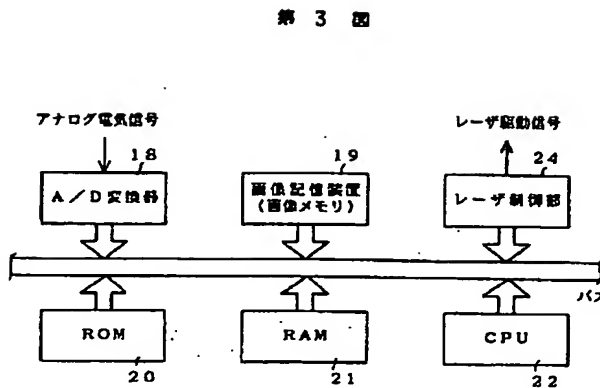 第 3 図
アナログ電気信号
レーザ駆動信号
18
19
24
A/D変換器
画像記憶装置
(画像メモリ)
レーザ制御部
バス
ROM
RAM
CPU
20
21
22